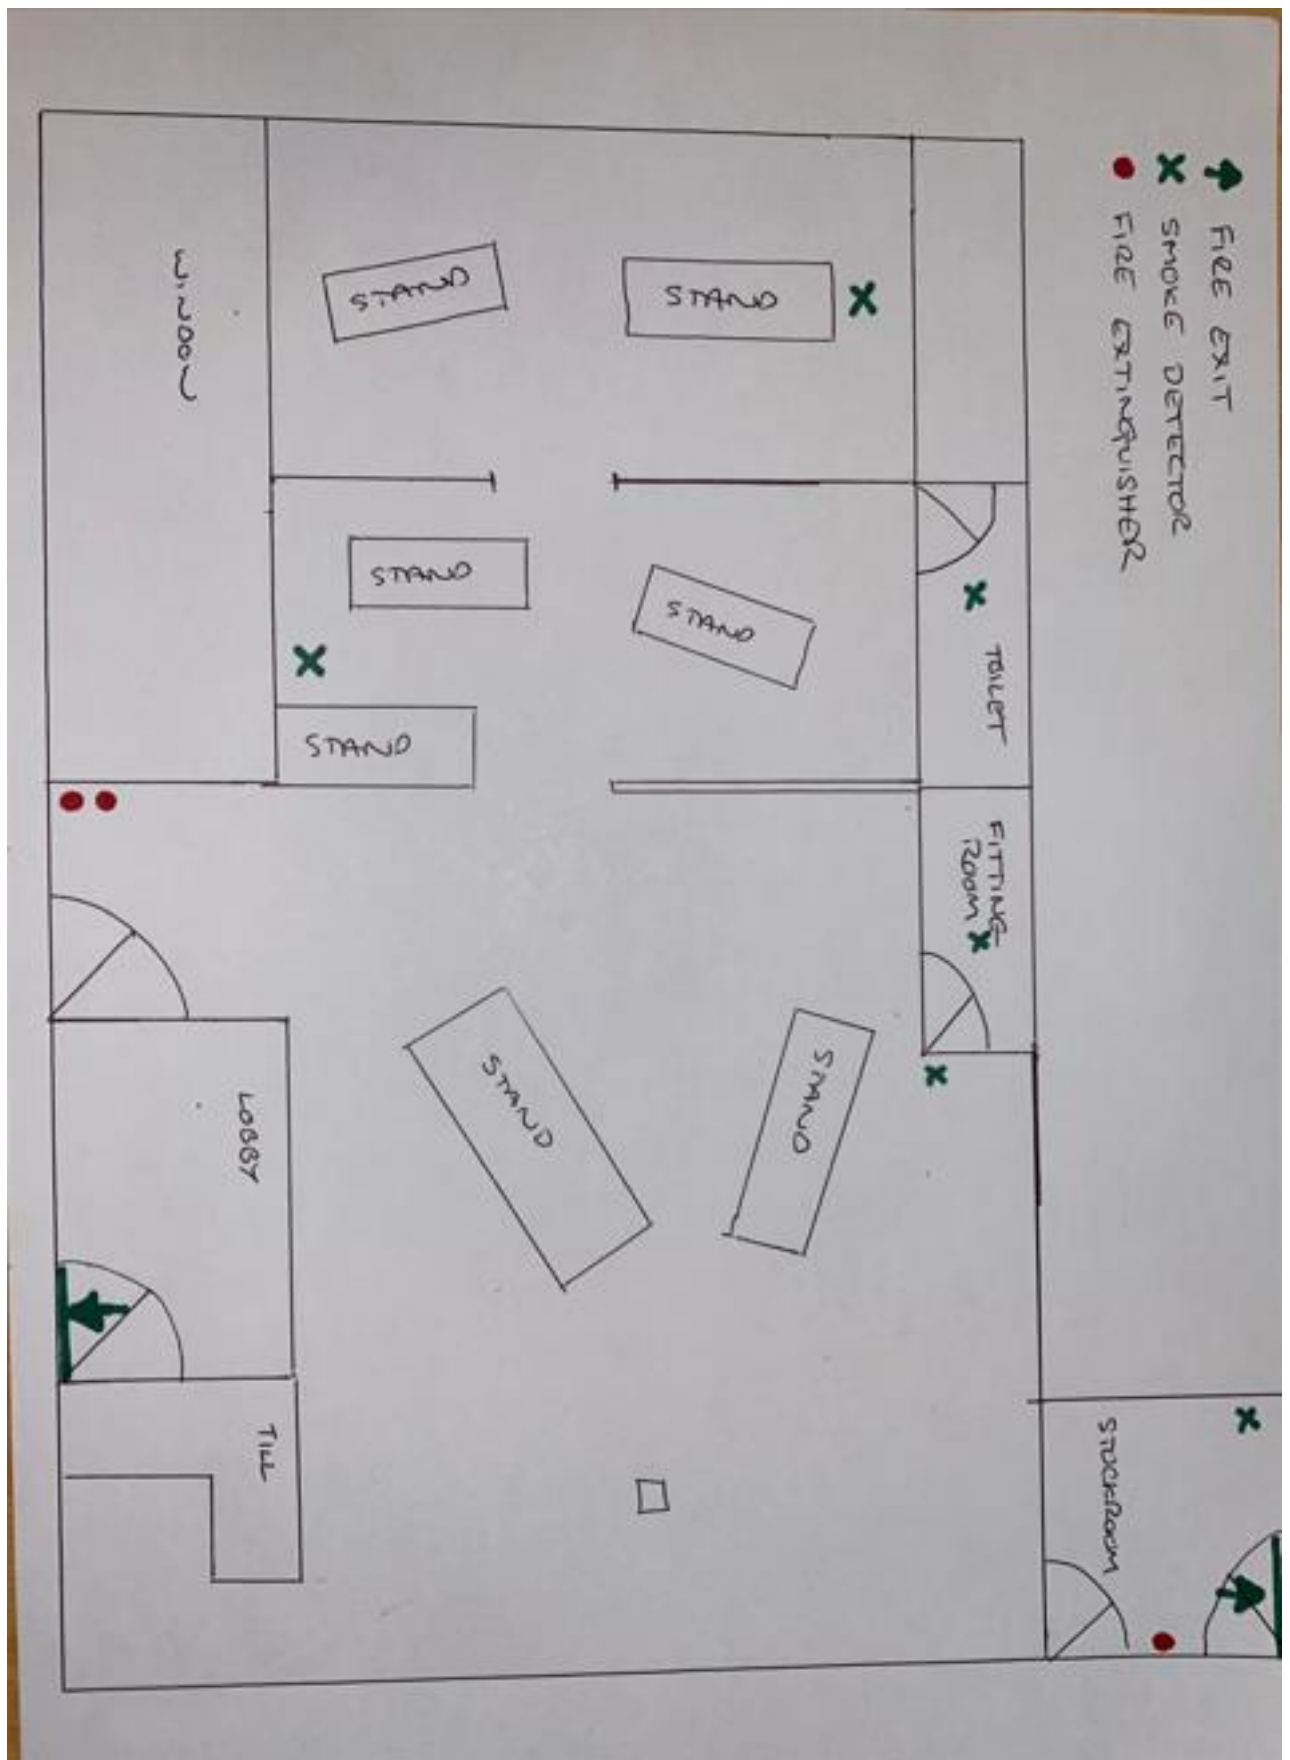 FIRE EXIT
SMOKE DETECTOR
FIRE EXTINGUISHER
WINDOW
STAND
STAND
STAND
STAND
STAND
TOILET
FITTING
ROOM
STAND
STAND
LOBBY
TILL
STOCKROOM